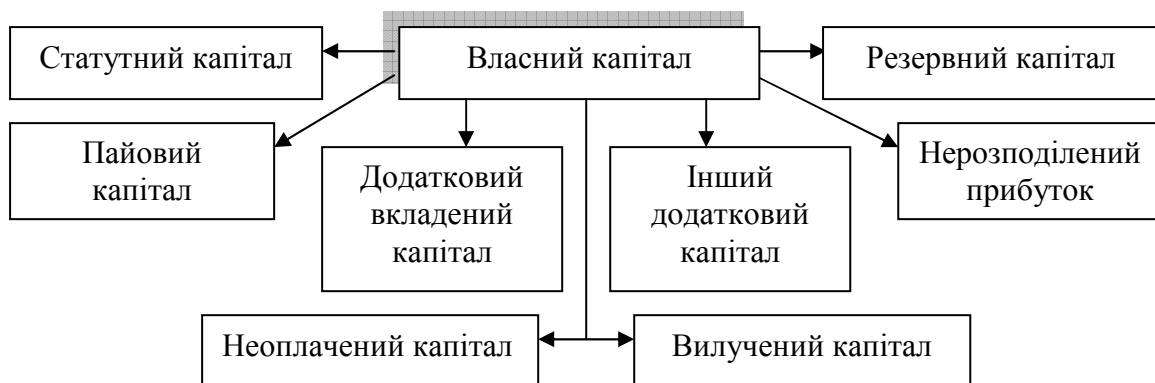 Статутний капітал
Власний капітал
Резервний капітал
Пайовий
капітал
Додатковий
вкладений
капітал
Інший
додатковий
капітал
Нерозподілений
прибуток
Неоплачений капітал
Вилучений капітал